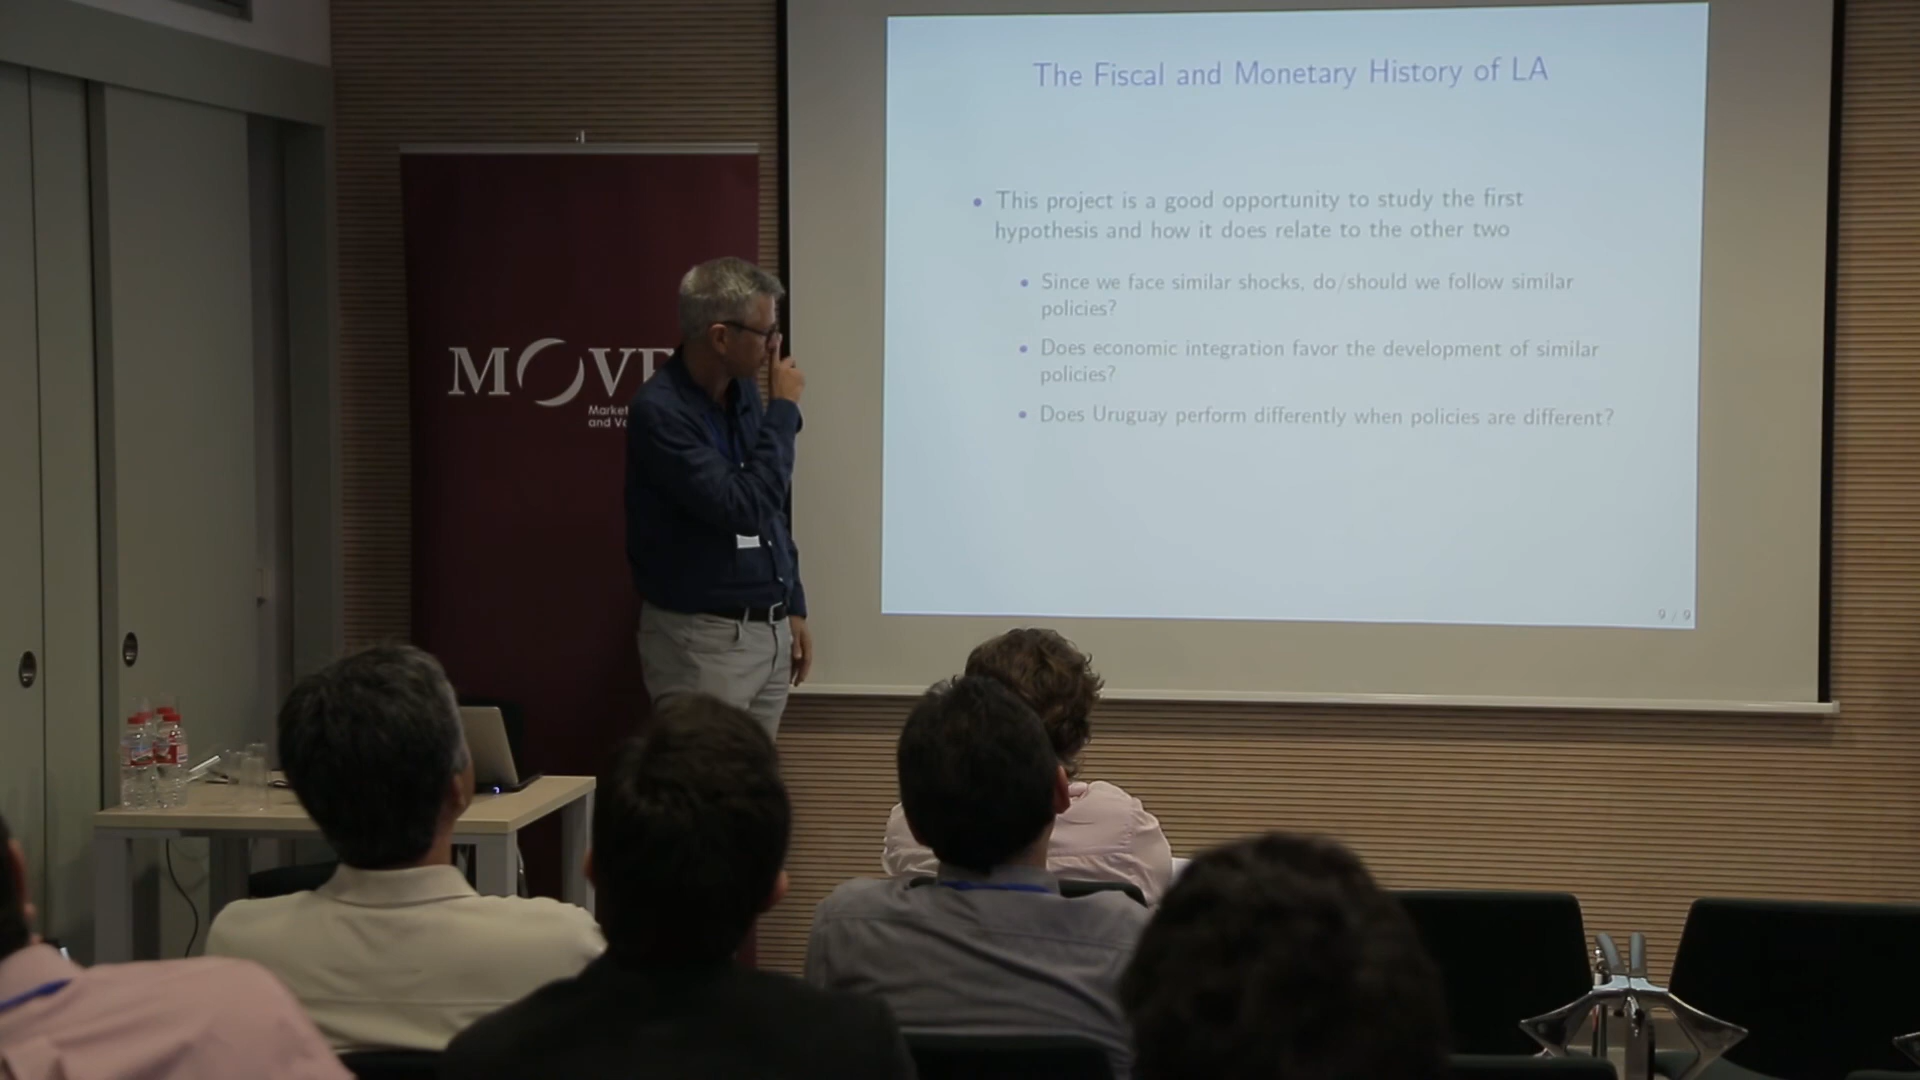 The Fiscal and Monetary History of LA
This project is a good opportunity to study the first
hypothesis and how it does relate to the other two
Since we face similar shocks, do/should we follow similar
policies?
Does economic integration favor the development of similar
policies?
Does Uruguay perform differently when policies are different?
9 / 9
MOVE
Market
and